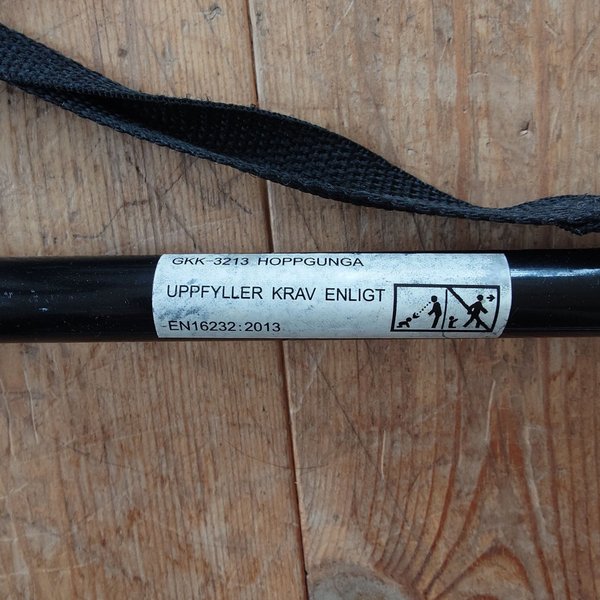 GKK-3213 HOPPGUNGA
UPPFYLLER KRAV ENLIGT
-EN16232:2013